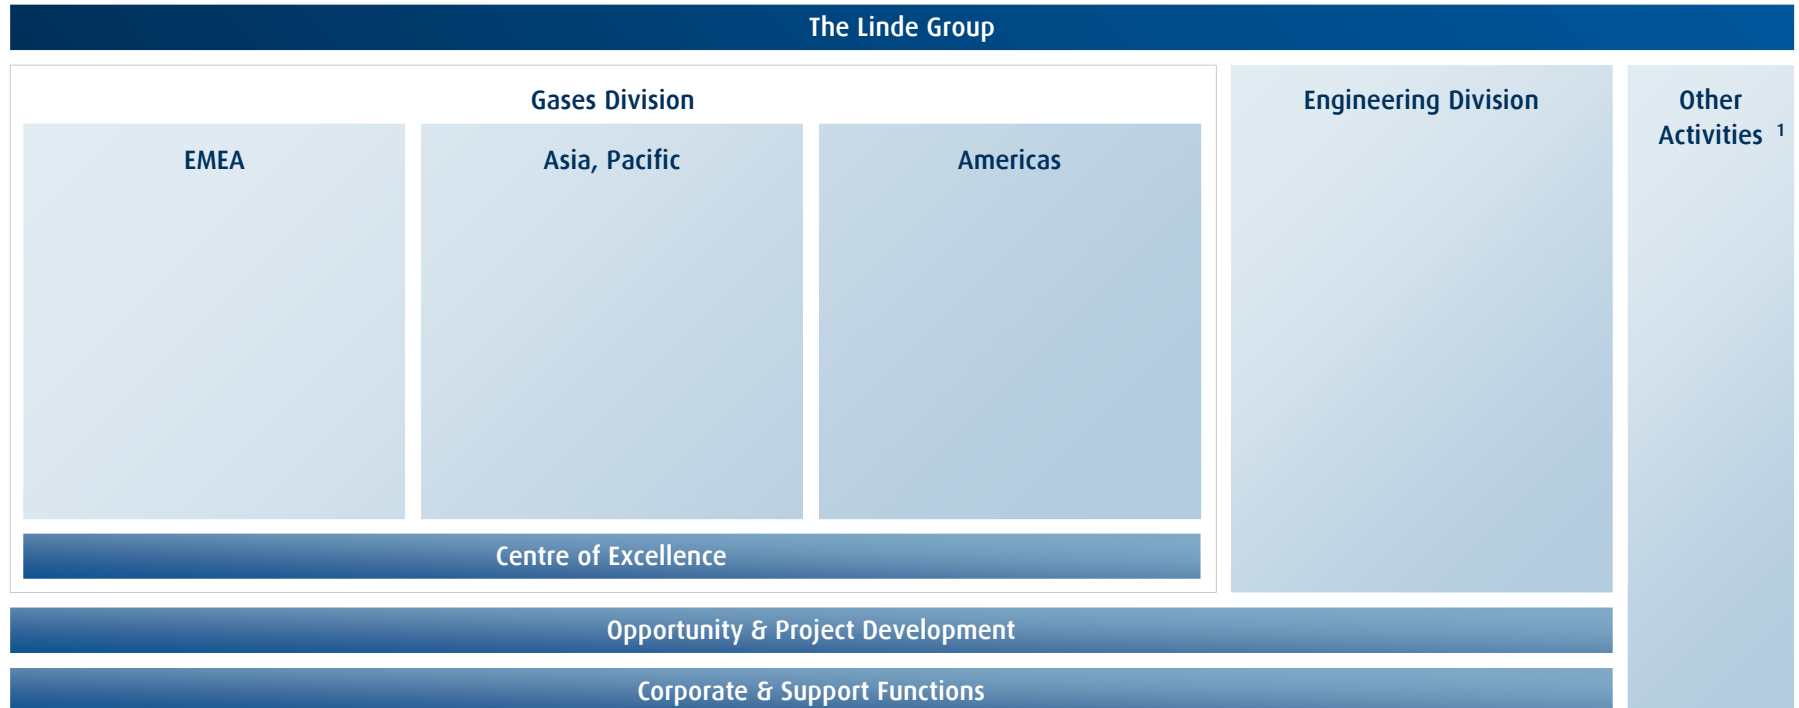 The Linde Group
Gases Division
EMEA
Asia, Pacific
Americas
Centre of Excellence
Engineering Division
Other
Activities 1
Opportunity & Project Development
Corporate & Support Functions